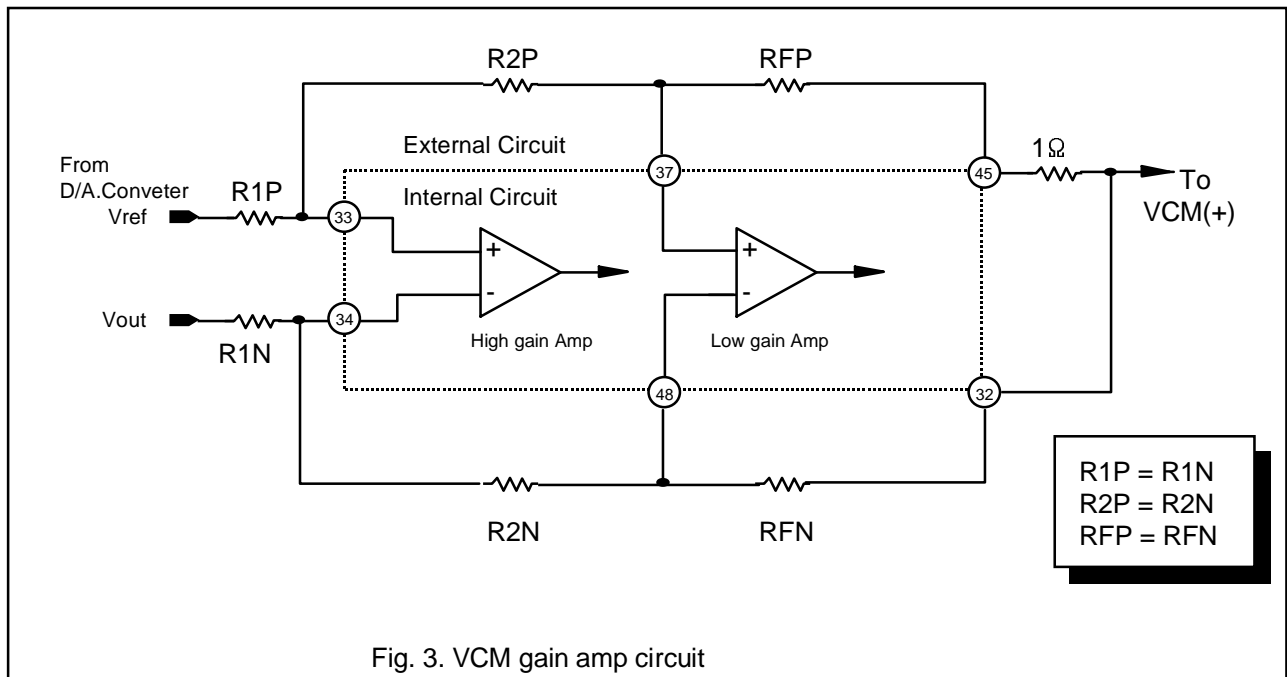 R2P
RFP
External Circuit
1Ω
From
D/A.Conveter
R1P
37
45
To
VCM(+)
Internal Circuit
Vref
33
+
-
+
-
Vout
34
R1N
High gain Amp
Low gain Amp
48
32
R2N
RFN
R1P = R1N
R2P = R2N
RFP = RFN
Fig. 3. VCM gain amp circuit